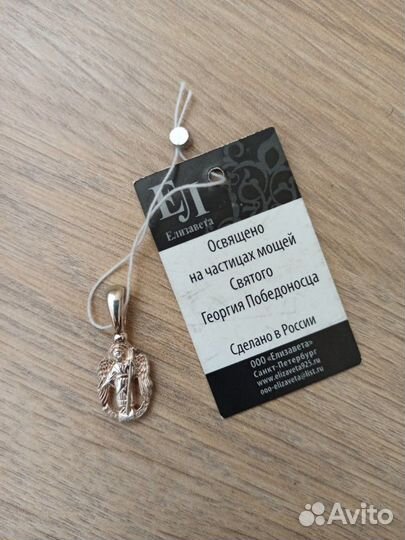 ЕЛ
Елизавета
Освящено
на частицах мощей
Святого
Георгия Победоносца
Сделано в России
ООО «Елизавета»
Санкт-Петербург
www.elizaveta925.ru
ooo-elizaveta@list.ru
Avito